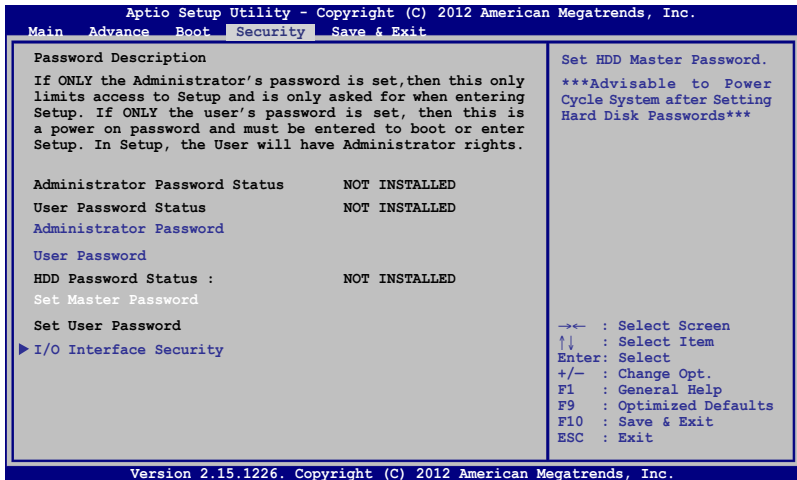 Aptio Setup Utility - Copyright (C) 2012 American Megatrends, Inc.
Main Advance Boot Security Save & Exit
Password Description
If ONLY the Administrator's password is set,then this only
limits access to Setup and is only asked for when entering
Setup. If ONLY the user's password is set, then this is
a power on password and must be entered to boot or enter
Setup. In Setup, the User will have Administrator rights.
Administrator Password Status NOT INSTALLED
User Password Status NOT INSTALLED
Administrator Password
User Password
HDD Password Status : NOT INSTALLED
Set Master Password
Set User Password
I/O Interface Security
Set HDD Master Password.
***Advisable to Power
Cycle System after Setting
Hard Disk Passwords***
→← : Select Screen
↑↓ : Select Item
Enter: Select
+/— : Change Opt.
F1 : General Help
F9 : Optimized Defaults
F10 : Save & Exit
ESC : Exit
Version 2.15.1226. Copyright (C) 2012 American Megatrends, Inc.